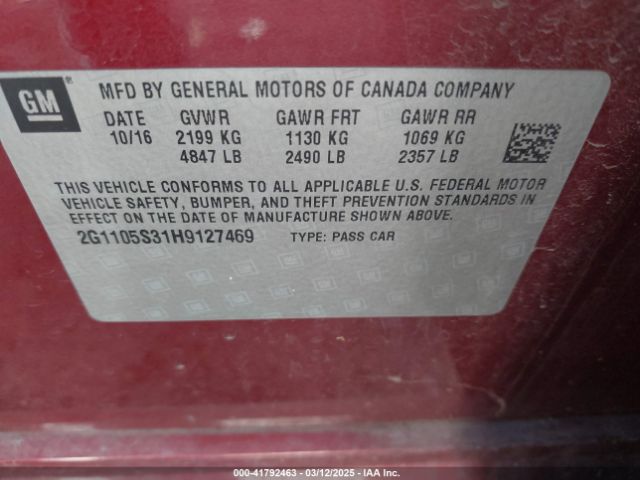 GM
MFD BY GENERAL MOTORS OF CANADA COMPANY
DATE GVWR GAWR FRT GAWR RR
10/16 2199 KG 1130 KG 1069 KG
4847 LB 2490 LB 2357 LB
THIS VEHICLE CONFORMS TO ALL APPLICABLE U.S. FEDERAL MOTOR
VEHICLE SAFETY, BUMPER, AND THEFT PREVENTION STANDARDS IN
EFFECT ON THE DATE OF MANUFACTURE SHOWN ABOVE.
2G1105S31H9127469 TYPE: PASS CAR
000-41792463 - 03/12/2025 - IAA Inc.